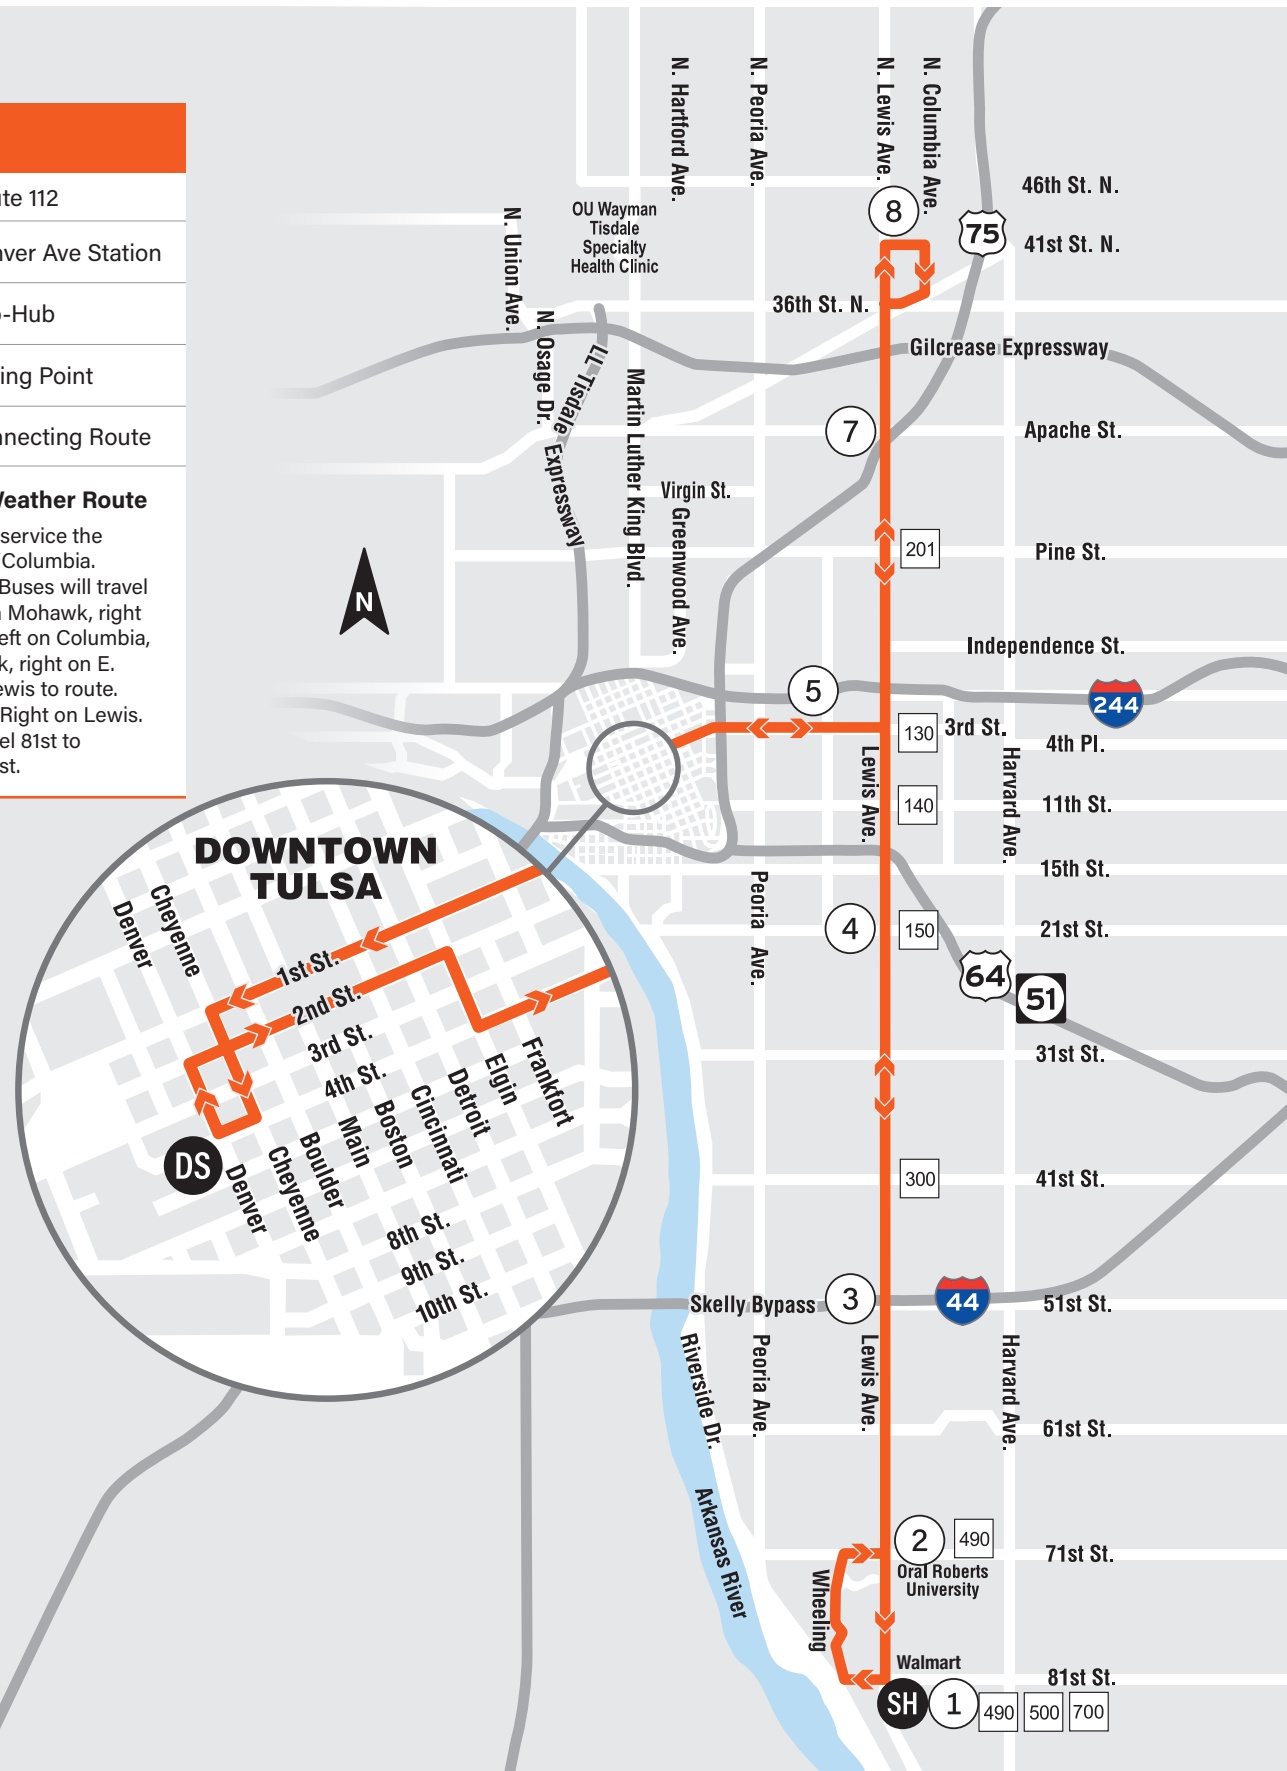 ute 112
nver Ave Station
-Hub
ing Point
nnecting Route
Weather Route
service the
Columbia.
Buses will travel
Mohawk, right
eft on Columbia,
k, right on E.
ewis to route.
Right on Lewis.
el 81st to
st.
N. Hartford Ave.
N. Peoria Ave.
N. Lewis Ave.
N. Columbia Ave.
46th St. N.
8
75
41st St. N.
OU Wayman
Tisdale
Specialty
Health Clinic
N. Union Ave.
N. Osage Dr.
36th St. N.
Gilcrease Expressway
LL Tisdale Expressway
Martin Luther King Blvd.
7
Apache St.
Virgin St.
Greenwood Ave.
201
Pine St.
N
Independence St.
5
244
130
3rd St.
4th Pl.
Lewis Ave.
Harvard Ave.
140
11th St.
15th St.
Peoria Ave.
4
150
21st St.
64
51
31st St.
300
41st St.
Skelly Bypass
3
44
51st St.
Riverside Dr.
Peoria Ave.
Lewis Ave.
Harvard Ave.
61st St.
Arkansas River
2
490
71st St.
Oral Roberts
University
Wheeling
Walmart
81st St.
SH
1
490
500
700
DOWNTOWN
TULSA
Denver
Cheyenne
1st St.
2nd St.
3rd St.
4th St.
DS
Denver
Cheyenne
Boulder
Main
Boston
Cincinnati
Detroit
Elgin
Frankfort
8th St.
9th St.
10th St.